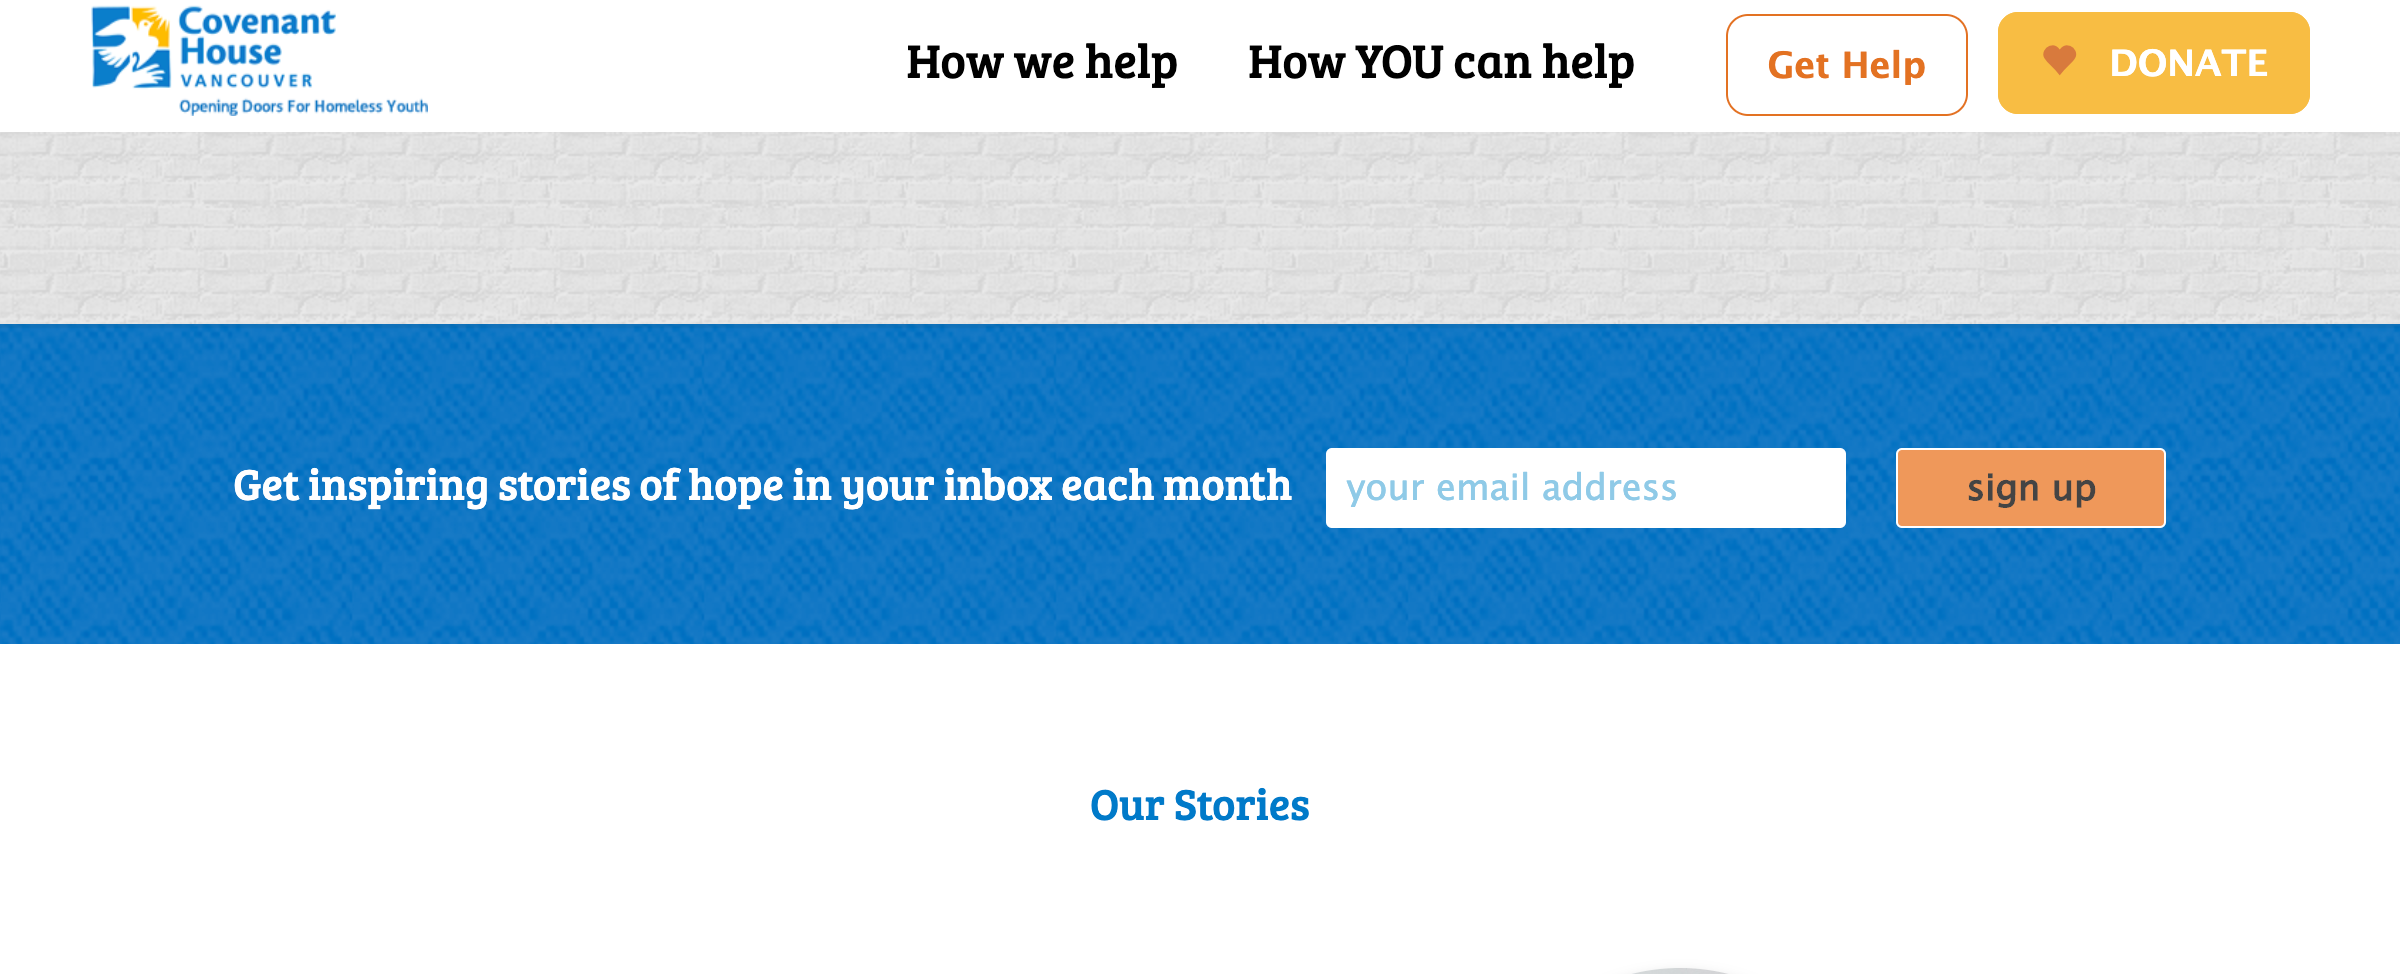 Covenant
House
VANCOUVER
Opening Doors For Homeless Youth
How we help
How YOU can help
Get Help
DONATE
Get inspiring stories of hope in your inbox each month
your email address
sign up
Our Stories